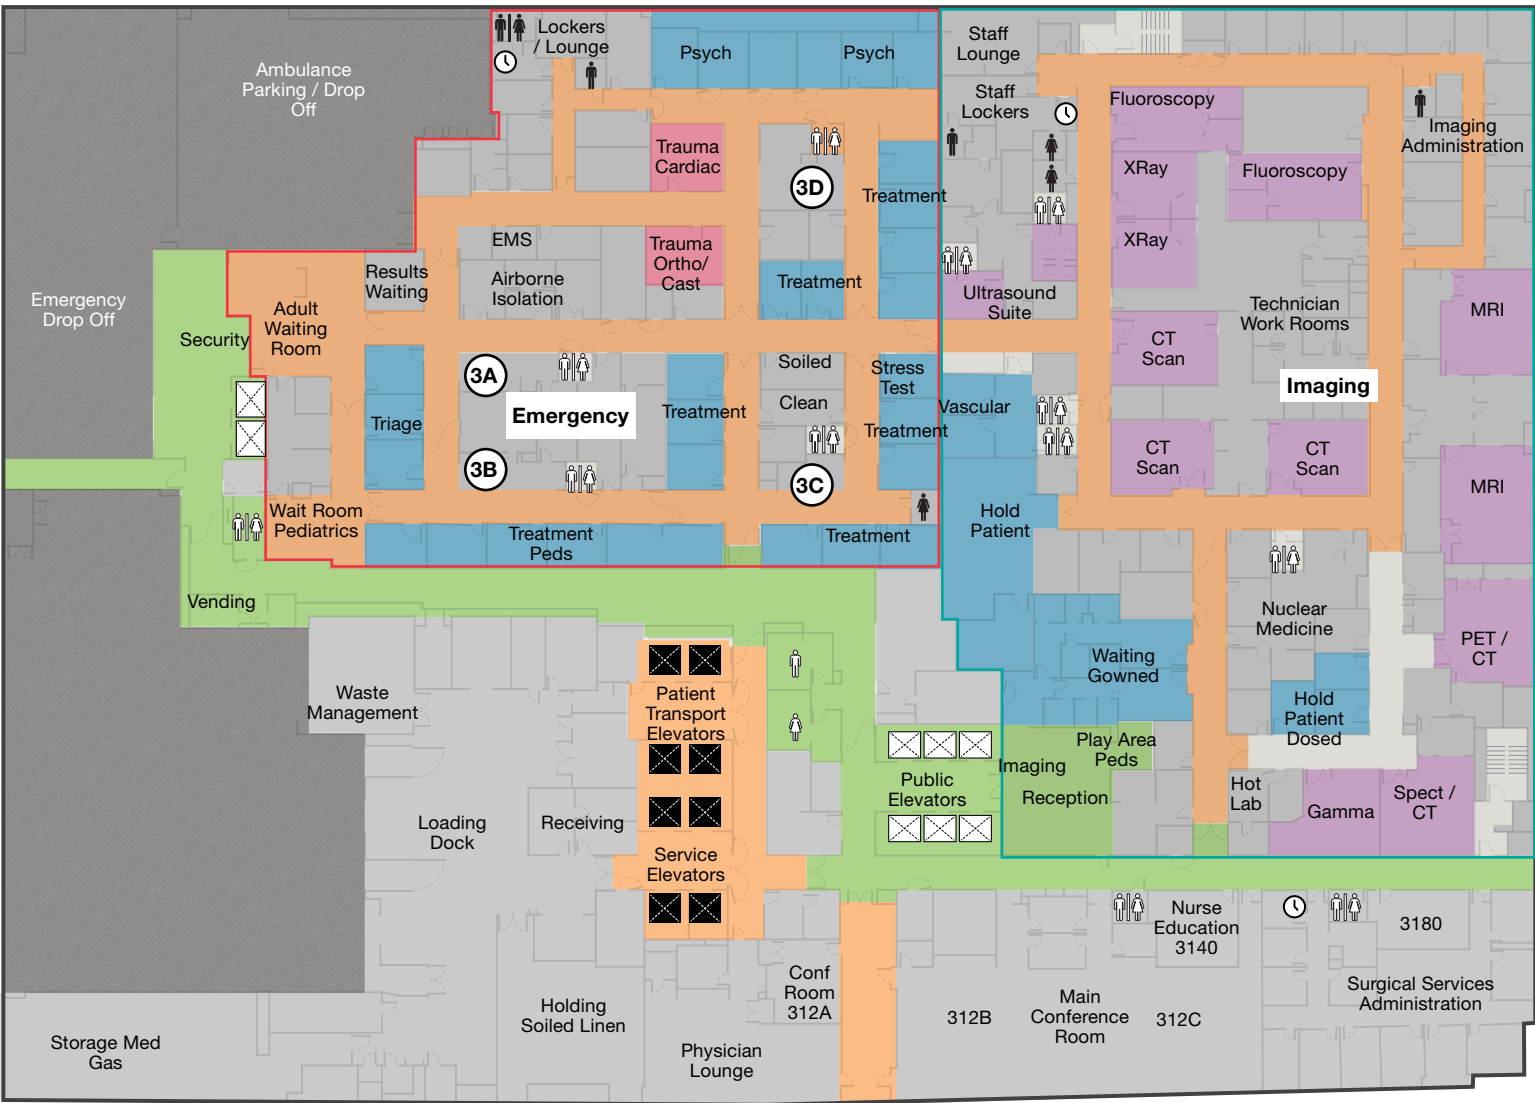 Lockers
/ Lounge
Psych
Psych
Staff
Lounge
Ambulance
Parking / Drop
Off
Staff
Lockers
Fluoroscopy
Imaging
Administration
Trauma
Cardiac
XRay
Fluoroscopy
3D
Treatment
EMS
Trauma
Ortho/
Cast
XRay
Results
Waiting
Airborne
Isolation
Treatment
Ultrasound
Suite
Technician
Work Rooms
MRI
Emergency
Drop Off
Adult
Waiting
Room
Security
CT
Scan
3A
Soiled
Stress
Test
Imaging
Clean
Emergency
Treatment
Vascular
Triage
Treatment
CT
Scan
CT
Scan
3B
3C
MRI
Wait Room
Pediatrics
Hold
Patient
Treatment
Peds
Treatment
Vending
Nuclear
Medicine
PET /
CT
Waiting
Gowned
Waste
Management
Patient
Transport
Elevators
Hold
Patient
Dosed
Play Area
Peds
Imaging
Reception
Public
Elevators
Hot
Lab
Gamma
Spect /
CT
Loading
Dock
Receiving
Service
Elevators
Nurse
Education
3140
3180
Conf
Room
312A
Surgical Services
Administration
Holding
Soiled Linen
312B
Main
Conference
Room
312C
Storage Med
Gas
Physician
Lounge